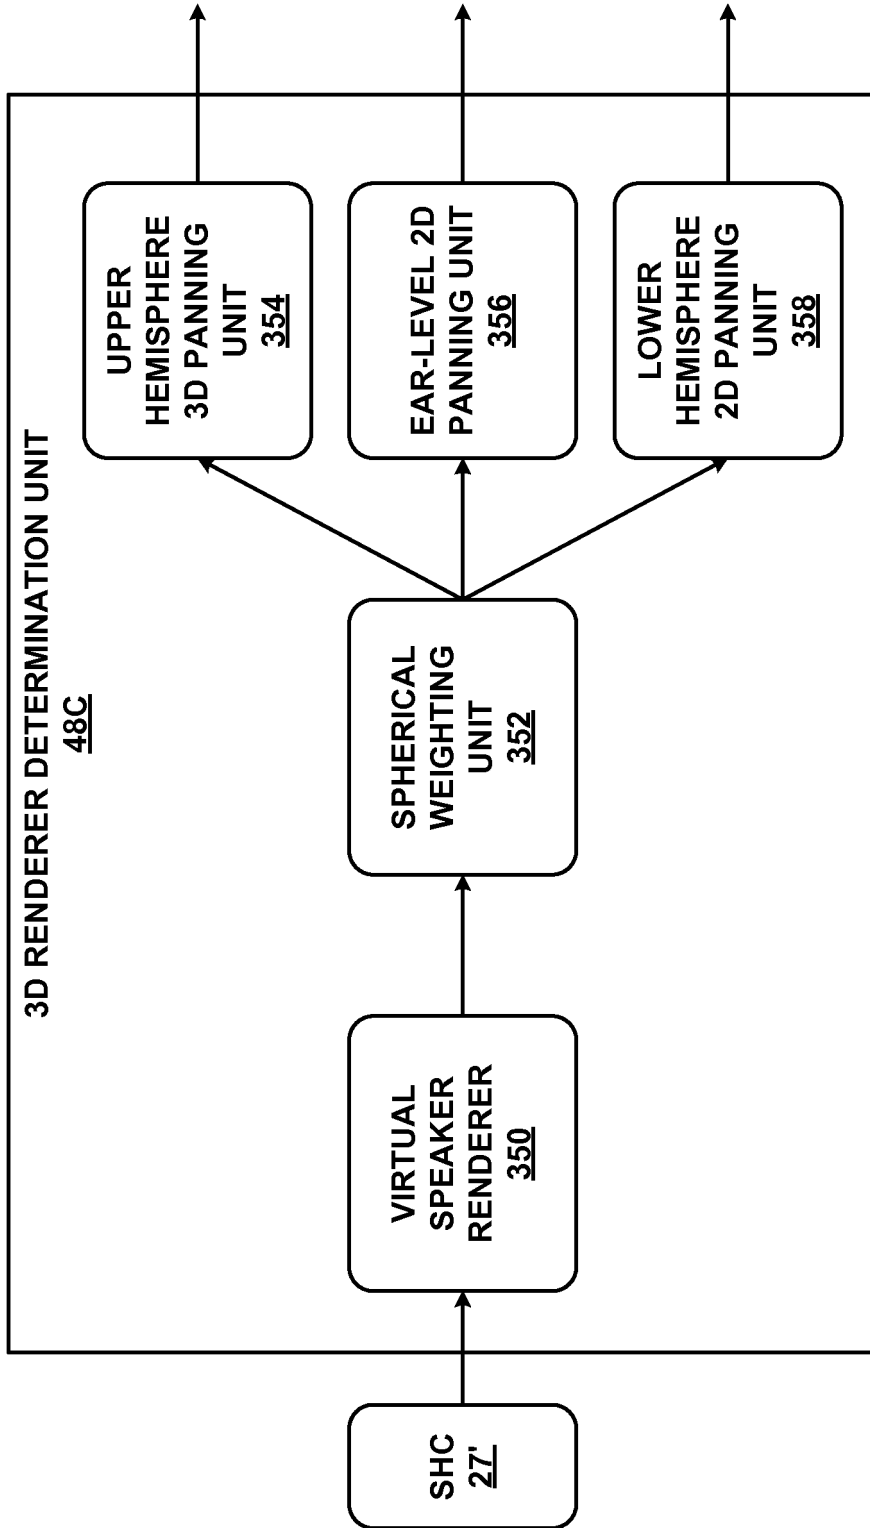 3D RENDERER DETERMINATION UNIT
48C
SHC
27'
VIRTUAL
SPEAKER
RENDERER
350
SPHERICAL
WEIGHTING
UNIT
352
UPPER
HEMISPHERE
3D PANNING
UNIT
354
EAR-LEVEL 2D
PANNING UNIT
356
LOWER
HEMISPHERE
2D PANNING
UNIT
358